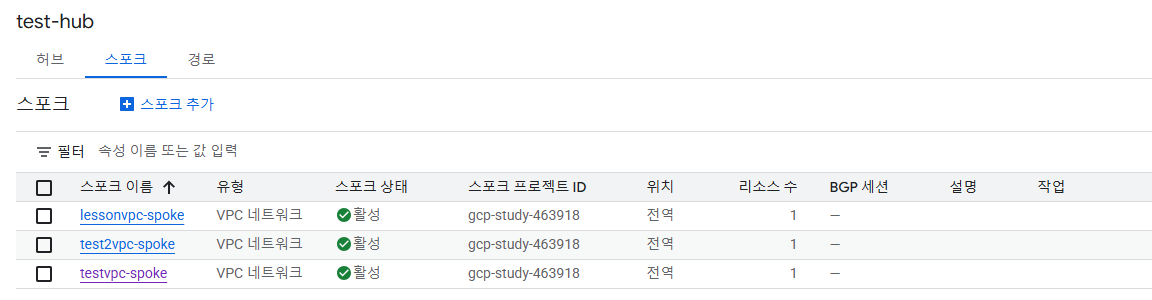 test-hub
허브 스포크 경로
스포크 스포크 추가
필터 속성 이름 또는 값 입력
스포크 이름 유형 스포크 상태 스포크 프로젝트 ID 위치 리소스 수 BGP 세션 설명 작업
lessonvpc-spoke VPC 네트워크 활성 gcp-study-463918 전역 1 —
test2vpc-spoke VPC 네트워크 활성 gcp-study-463918 전역 1 —
testvpc-spoke VPC 네트워크 활성 gcp-study-463918 전역 1 —